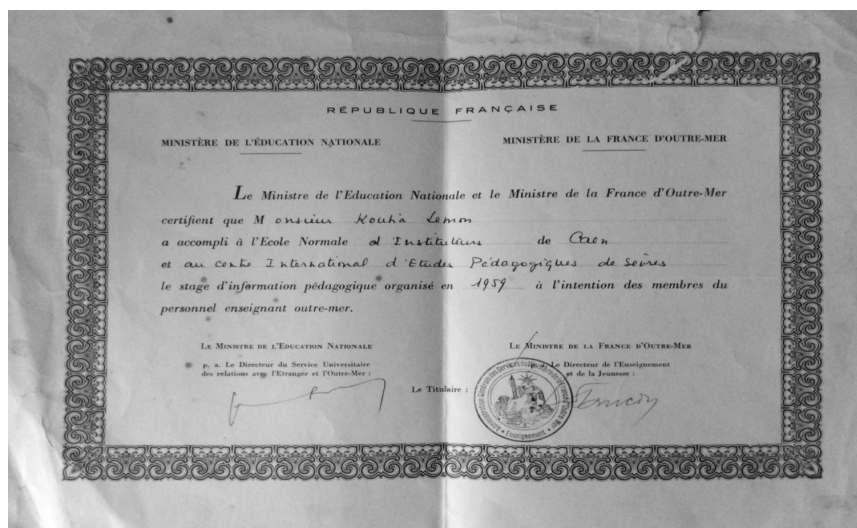 RÉPUBLIQUE FRANÇAISE
MINISTÈRE DE L'ÉDUCATION NATIONALE
MINISTÈRE DE LA FRANCE D'OUTRE-MER
Le Ministre de l'Education Nationale et le Ministre de la France d'Outre-Mer
certifient que Monsieur Kouha Lemon
a accompli à l'Ecole Normale d'Instituteurs de Caen
et au centre International d'Etudes Pédagogiques de Sèvres
le stage d'information pédagogique organisé en 1959 à l'intention des membres du
personnel enseignant outre-mer.
LE MINISTRE DE L'EDUCATION NATIONALE
p. a. Le Directeur du Service Universitaire
des relations avec l'Etranger et l'Outre-Mer :
LE MINISTRE DE LA FRANCE D'OUTRE-MER
Le Directeur de l'Enseignement
et de la Jeunesse :
Le Titulaire :
Enseignement